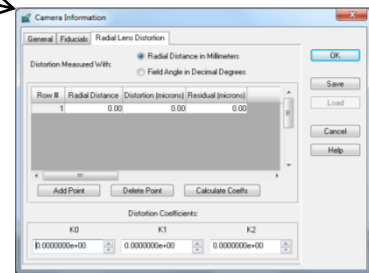 Camera Information
General Fiducials Radial Lens Distortion
Distortion Measured With:
Radial Distance in Millimeters
Field Angle in Decimal Degrees
Row # Radial Distance Distortion (microns) Residual (microns)
1 0.00 0.00 0.00
Add Point Delete Point Calculate Coeffs
Distortion Coefficients:
K0 K1 K2
0.0000000e+00 0.0000000e+00 0.0000000e+00
OK
Save
Load
Cancel
Help